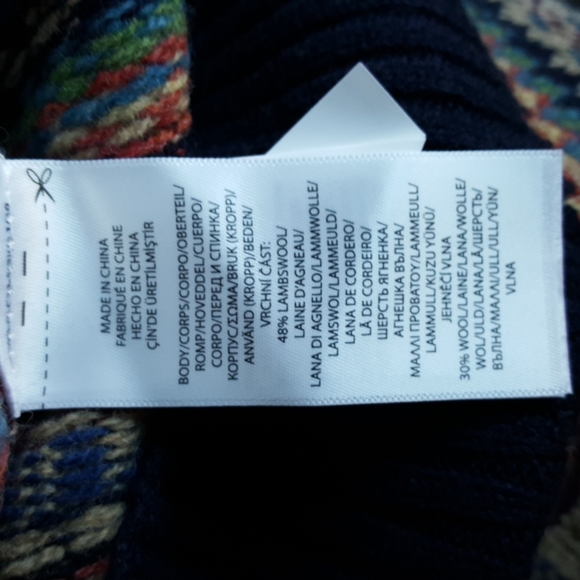 MADE IN CHINA
FABRIQUÉ EN CHINE
HECHO EN CHINA
ÇİN'DE ÜRETİLMİŞTİR
BODY/CORPS/CORPO/OBERTEIL/
ROMP/HOVEDDEL/CUERPO/
CORPO/ПЕРЕД И СПИНКА/
КОРПУС/ΣΩΜΑ/BRUK (KROPP)/
ANVÄND (KROPP)/BEDEN/
VRCHNÍ ČÁST:
48% LAMBSWOOL/
LAINE D'AGNEAU/
LANA DI AGNELLO/LAMMWOLLE/
LAMSWOL/LAMMEULD/
LANA DE CORDERO/
LÃ DE CORDEIRO/
ШЕРСТЬ ЯГНЕНКА/
АГНЕШКА ВЪЛНА/
ΜΑΛΛΙ ΠΡΟΒΑΤΟΥ/LAMMEULL/
LAMMULL/KUZU YÜNÜ/
JEHNĚČÍ VLNA
30% WOOL/LAINE/LANA/WOLLE/
WOL/ULD/LANA/LÃ/ШЕРСТЬ/
ВЪЛНА/ΜΑΛΛΙ/ULL/ULL/YÜN/
VLNA